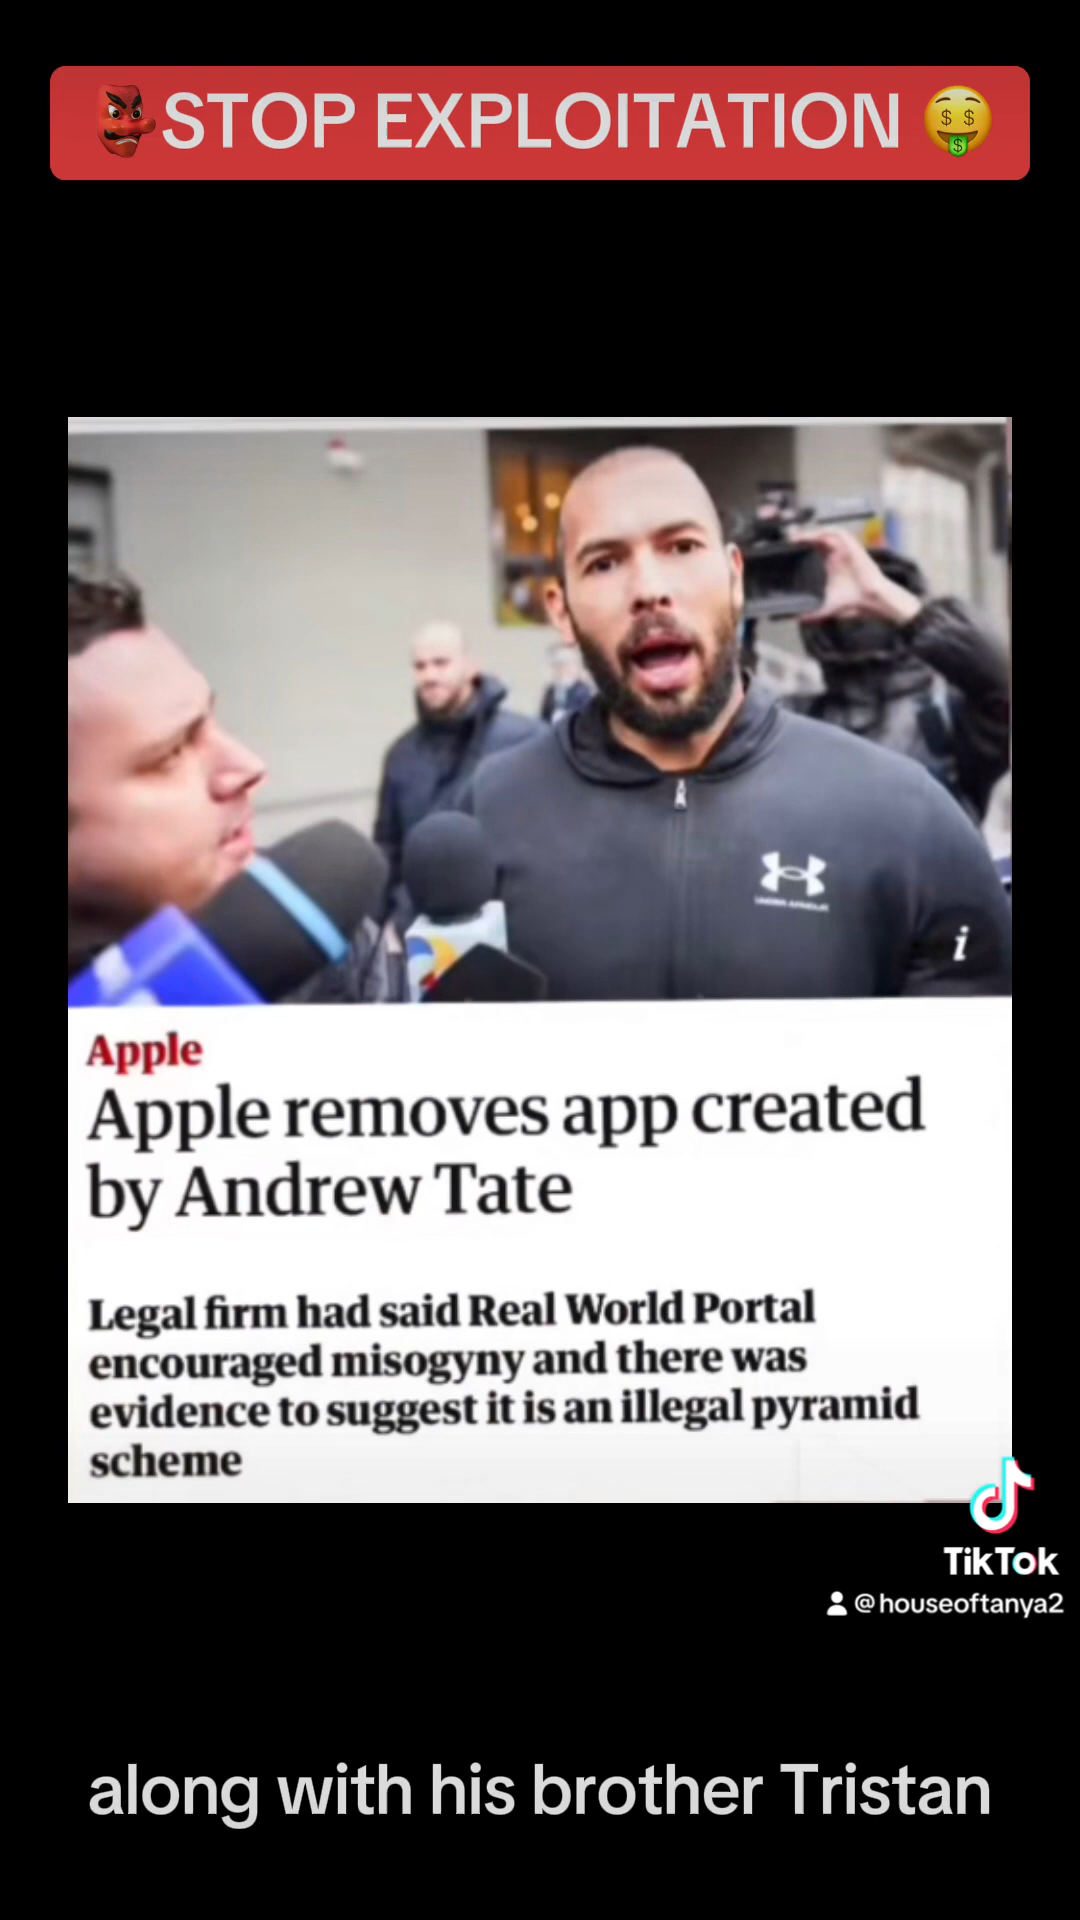 👺STOP EXPLOITATION 🤑
i
Apple
Apple removes app created
by Andrew Tate
Legal firm had said Real World Portal
encouraged misogyny and there was
evidence to suggest it is an illegal pyramid
scheme
TikTok
@houseoftanya2
along with his brother Tristan